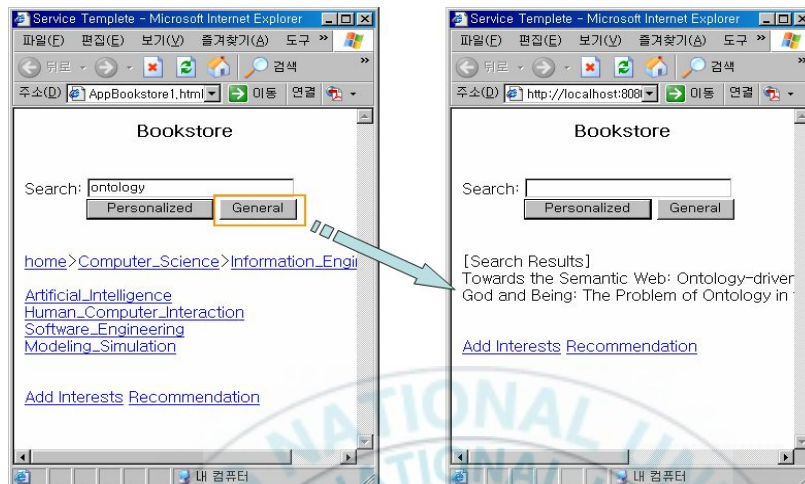 Service Templete - Microsoft Internet Explorer
파일(F) 편집(E) 보기(V) 즐겨찾기(A) 도구 »
뒤로 검색 »
주소(D) AppBookstore1.html 이동 연결
Bookstore
Search: ontology
Personalized General
home>Computer_Science>Information_Engi
Artificial_Intelligence
Human_Computer_Interaction
Software_Engineering
Modeling_Simulation
Add Interests Recommendation
내 컴퓨터
Service Templete - Microsoft Internet Explorer
파일(F) 편집(E) 보기(V) 즐겨찾기(A) 도구 »
뒤로 검색 »
주소(D) http://localhost:808 이동 연결
Bookstore
Search:
Personalized General
[Search Results]
Towards the Semantic Web: Ontology-driven
God and Being: The Problem of Ontology in
Add Interests Recommendation
내 컴퓨터
NATIONAL